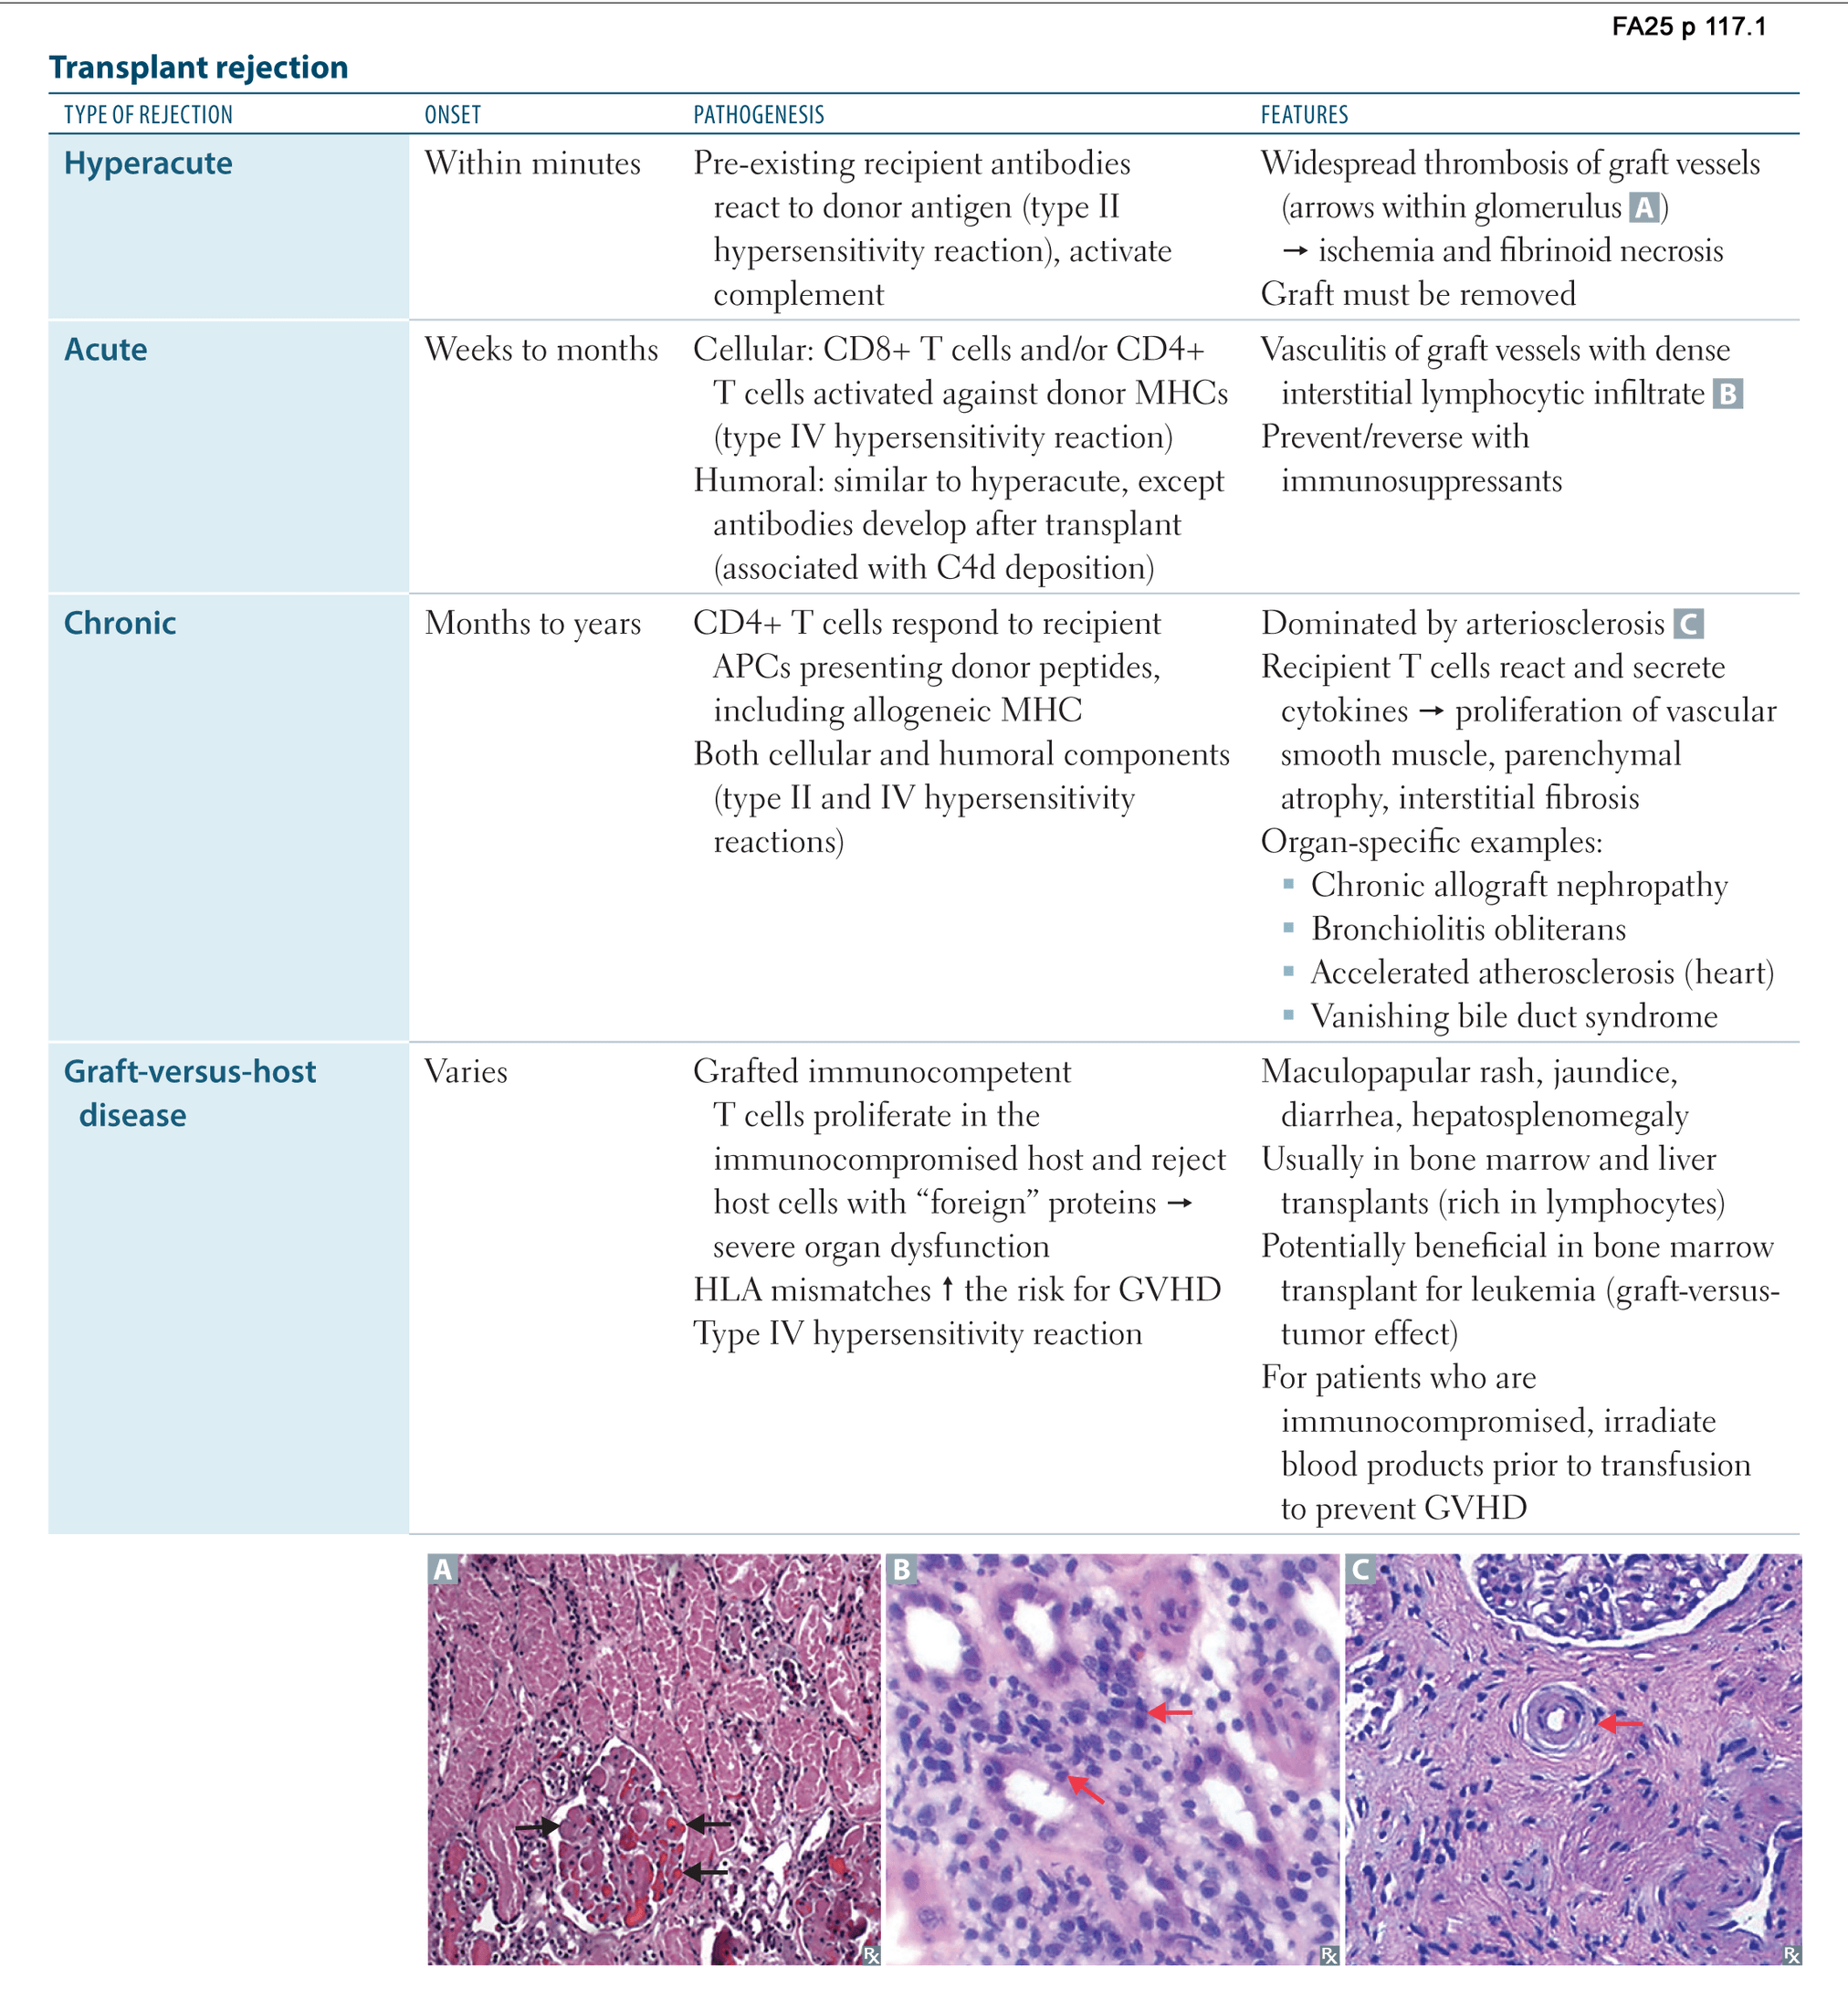 FA25 p 117.1
Transplant rejection
TYPE OF REJECTION ONSET PATHOGENESIS FEATURES
Hyperacute
Within minutes
Pre-existing recipient antibodies
react to donor antigen (type II
hypersensitivity reaction), activate
complement
Widespread thrombosis of graft vessels
(arrows within glomerulus A)
→ ischemia and fibrinoid necrosis
Graft must be removed
Acute
Weeks to months
Cellular: CD8+ T cells and/or CD4+
T cells activated against donor MHCs
(type IV hypersensitivity reaction)
Humoral: similar to hyperacute, except
antibodies develop after transplant
(associated with C4d deposition)
Vasculitis of graft vessels with dense
interstitial lymphocytic infiltrate B
Prevent/reverse with
immunosuppressants
Chronic
Months to years
CD4+ T cells respond to recipient
APCs presenting donor peptides,
including allogeneic MHC
Both cellular and humoral components
(type II and IV hypersensitivity
reactions)
Dominated by arteriosclerosis C
Recipient T cells react and secrete
cytokines → proliferation of vascular
smooth muscle, parenchymal
atrophy, interstitial fibrosis
Organ-specific examples:
▪ Chronic allograft nephropathy
▪ Bronchiolitis obliterans
▪ Accelerated atherosclerosis (heart)
▪ Vanishing bile duct syndrome
Graft-versus-host
disease
Varies
Grafted immunocompetent
T cells proliferate in the
immunocompromised host and reject
host cells with “foreign” proteins →
severe organ dysfunction
HLA mismatches ↑ the risk for GVHD
Type IV hypersensitivity reaction
Maculopapular rash, jaundice,
diarrhea, hepatosplenomegaly
Usually in bone marrow and liver
transplants (rich in lymphocytes)
Potentially beneficial in bone marrow
transplant for leukemia (graft-versus-
tumor effect)
For patients who are
immunocompromised, irradiate
blood products prior to transfusion
to prevent GVHD
A B C
Rx Rx Rx